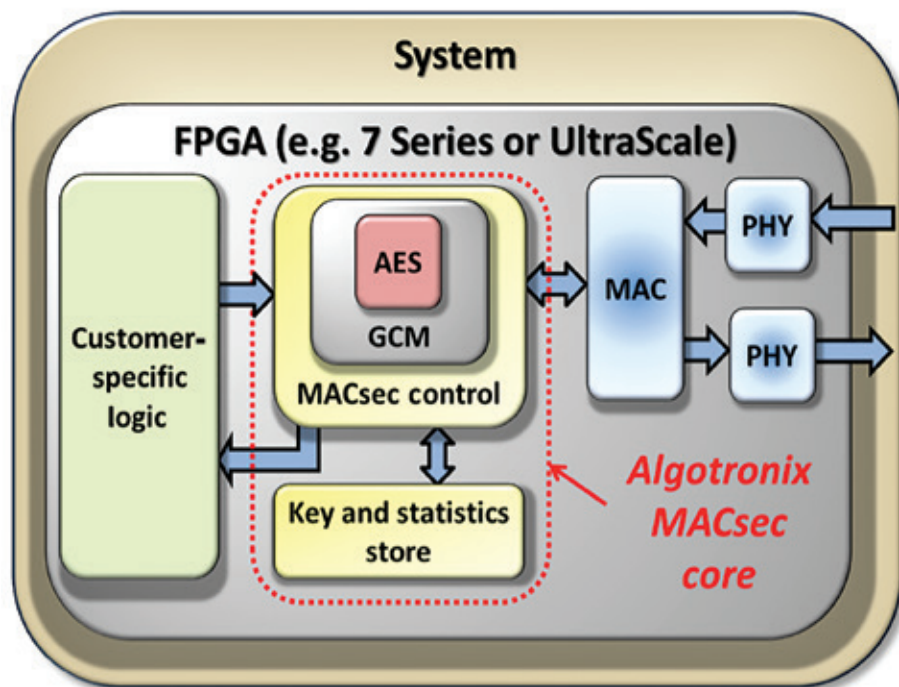 System
FPGA (e.g. 7 Series or UltraScale)
Customer-
specific
logic
AES
GCM
MACsec control
Key and statistics
store
MAC
PHY
PHY
Algotronix
MACsec
core